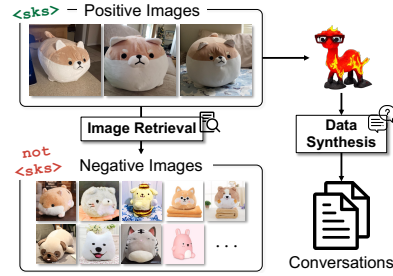 <sks>
Positive Images
Image Retrieval
not
<sks>
Negative Images
...
Data
Synthesis
Conversations